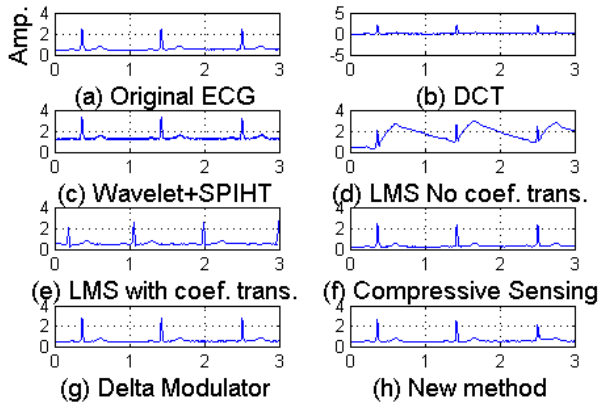 Amp.
4
2
0
0 1 2 3
(a) Original ECG
5
0
-5
0 1 2 3
(b) DCT
4
2
0
0 1 2 3
(c) Wavelet+SPIHT
4
2
0
0 1 2 3
(d) LMS No coef. trans.
4
2
0
0 1 2 3
(e) LMS with coef. trans.
4
2
0
0 1 2 3
(f) Compressive Sensing
4
2
0
0 1 2 3
(g) Delta Modulator
4
2
0
0 1 2 3
(h) New method